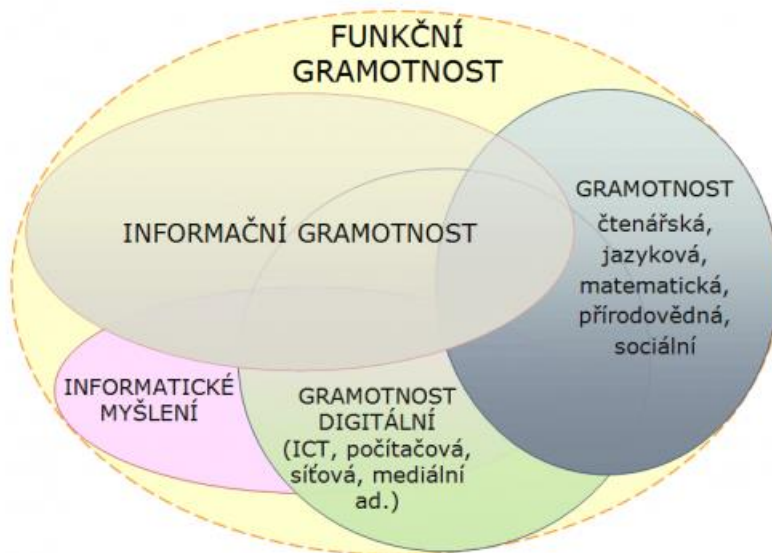 FUNKČNÍ
GRAMOTNOST
INFORMAČNÍ GRAMOTNOST
GRAMOTNOST
čtenářská,
jazyková,
matematická,
přírodovědná,
sociální
INFORMATICKÉ
MYŠLENÍ
GRAMOTNOST
DIGITÁLNÍ
(ICT, počítačová,
síťová, mediální
ad.)